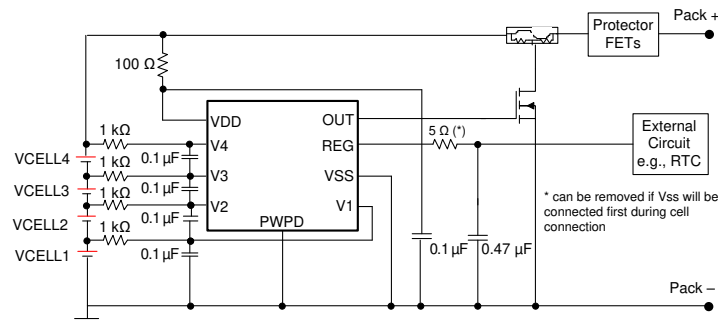 Pack +
Protector
FETs
100 Ω
VDD
OUT
1 kΩ
V4
REG
5 Ω (*)
External
Circuit
e.g., RTC
VCELL4
1 kΩ
0.1 µF
V3
VSS
VCELL3
1 kΩ
0.1 µF
V2
V1
* can be removed if Vss will be
connected first during cell
connection
VCELL2
1 kΩ
0.1 µF
PWPD
VCELL1
0.1 µF
0.1 µF
0.47 µF
Pack –